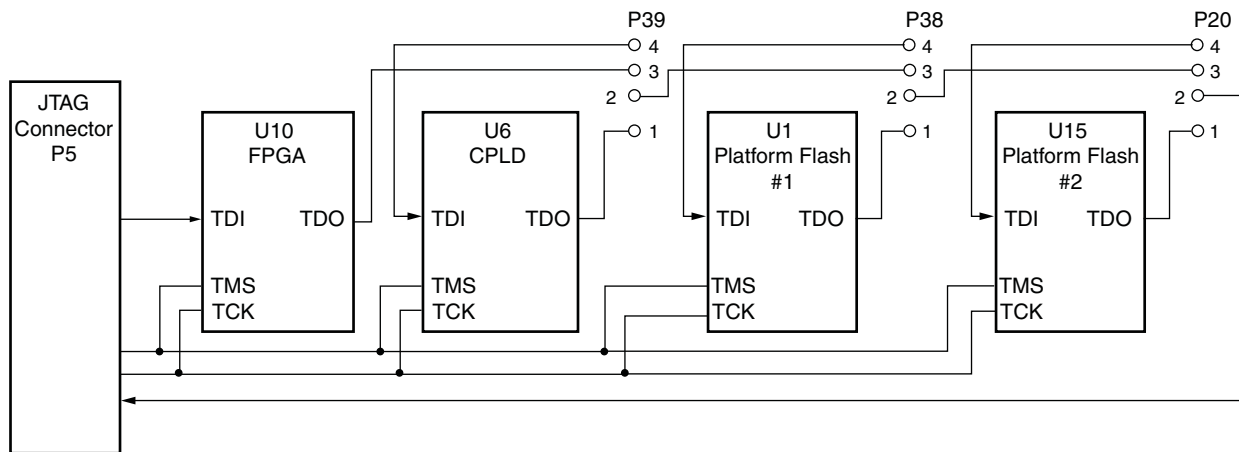 P39
P38
P20
4
4
4
3
3
3
2
2
2
1
1
1
JTAG
Connector
P5
U10
FPGA
TDI
TDO
TMS
TCK
U6
CPLD
TDI
TDO
TMS
TCK
U1
Platform Flash
#1
TDI
TDO
TMS
TCK
U15
Platform Flash
#2
TDI
TDO
TMS
TCK